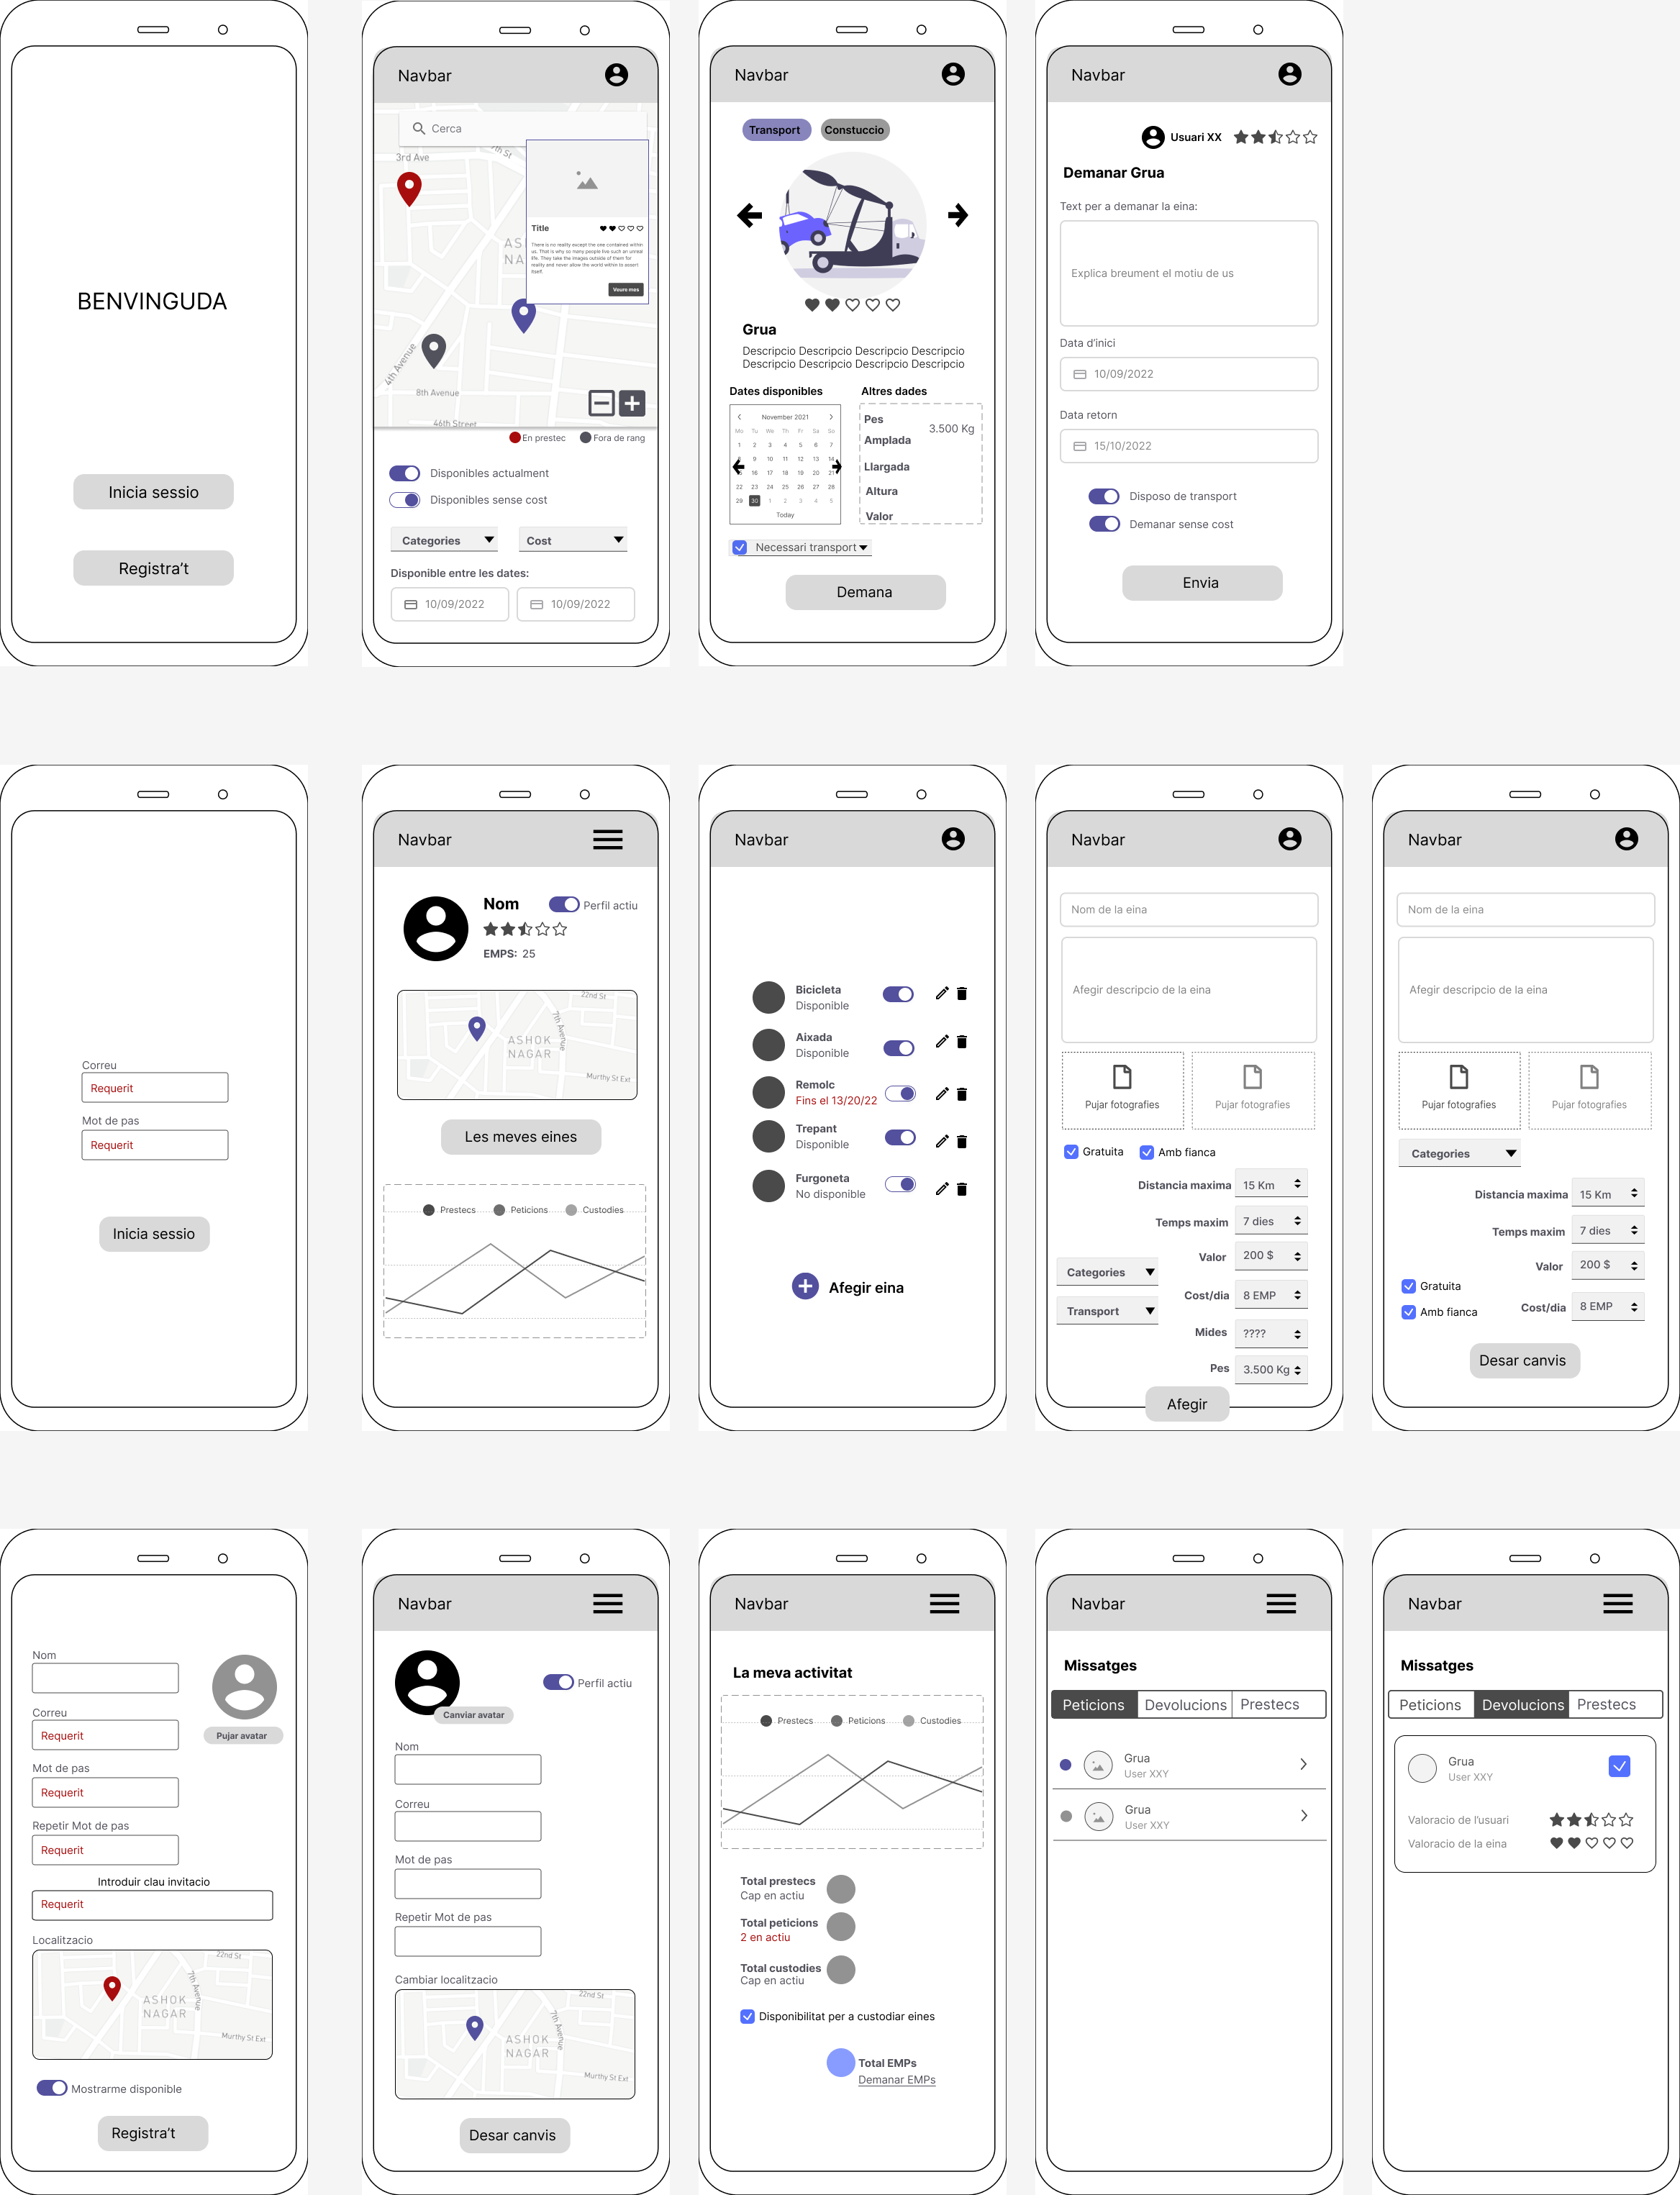 BENVINGUDA
Inicia sessio
Registra't
Navbar
Cerca
3rd Ave
7th St
AS
NA
Title
There is no reality except the one contained within
us. That is why so many people live such an unreal
life. They take the images outside of them for
reality and never allow the world within to assert
itself.
Veure mes
4th Avenue
8th Avenue
46th Street
En prestec
Fora de rang
Disponibles actualment
Disponibles sense cost
Categories
Cost
Disponible entre les dates:
10/09/2022
10/09/2022
Navbar
Transport
Constuccio
Grua
Descripcio Descripcio Descripcio Descripcio
Descripcio Descripcio Descripcio Descripcio
Dates disponibles
Altres dades
November 2021
Mo Tu We Th Fr Sa So
1 2 3 4 5 6 7
9 10 11 12 13
16 17 18 19 20 21
22 23 24 25 26 27 28
29 30 1 2 3 4 5
Today
Pes
3.500 Kg
Amplada
Llargada
Altura
Valor
Necessari transport
Demana
Navbar
Usuari XX
Demanar Grua
Text per a demanar la eina:
Explica breument el motiu de us
Data d'inici
10/09/2022
Data retorn
15/10/2022
Disposo de transport
Demanar sense cost
Envia
Correu
Requerit
Mot de pas
Requerit
Inicia sessio
Navbar
Nom
Perfil actiu
EMPS: 25
22nd St
7th Avenue
ASHOK
NAGAR
Murthy St Ext
Les meves eines
Prestecs
Peticions
Custodies
Navbar
Bicicleta
Disponible
Aixada
Disponible
Remolc
Fins el 13/20/22
Trepant
Disponible
Furgoneta
No disponible
Afegir eina
Navbar
Nom de la eina
Afegir descripcio de la eina
Pujar fotografies
Pujar fotografies
Gratuita
Amb fianca
Distancia maxima
15 Km
Temps maxim
7 dies
Valor
200 $
Categories
Cost/dia
8 EMP
Transport
Mides
????
Pes
3.500 Kg
Afegir
Navbar
Nom de la eina
Afegir descripcio de la eina
Pujar fotografies
Pujar fotografies
Categories
Distancia maxima
15 Km
Temps maxim
7 dies
Valor
200 $
Gratuita
Amb fianca
Cost/dia
8 EMP
Desar canvis
Nom
Correu
Requerit
Pujar avatar
Mot de pas
Requerit
Repetir Mot de pas
Requerit
Introduir clau invitacio
Requerit
Localitzacio
22nd St
7th Avenue
ASHOK
NAGAR
Murthy St Ext
Mostrarme disponible
Registra't
Navbar
Perfil actiu
Canviar avatar
Nom
Correu
Mot de pas
Repetir Mot de pas
Cambiar localitzacio
22nd St
7th Avenue
ASHOK
NAGAR
Murthy St Ext
Desar canvis
Navbar
La meva activitat
Prestecs
Peticions
Custodies
Total prestecs
Cap en actiu
Total peticions
2 en actiu
Total custodies
Cap en actiu
Disponibilitat per a custodiar eines
Total EMPs
Demanar EMPs
Navbar
Missatges
Peticions
Devolucions
Prestecs
Grua
User XXY
Grua
User XXY
Navbar
Missatges
Peticions
Devolucions
Prestecs
Grua
User XXY
Valoracio de l'usuari
Valoracio de la eina